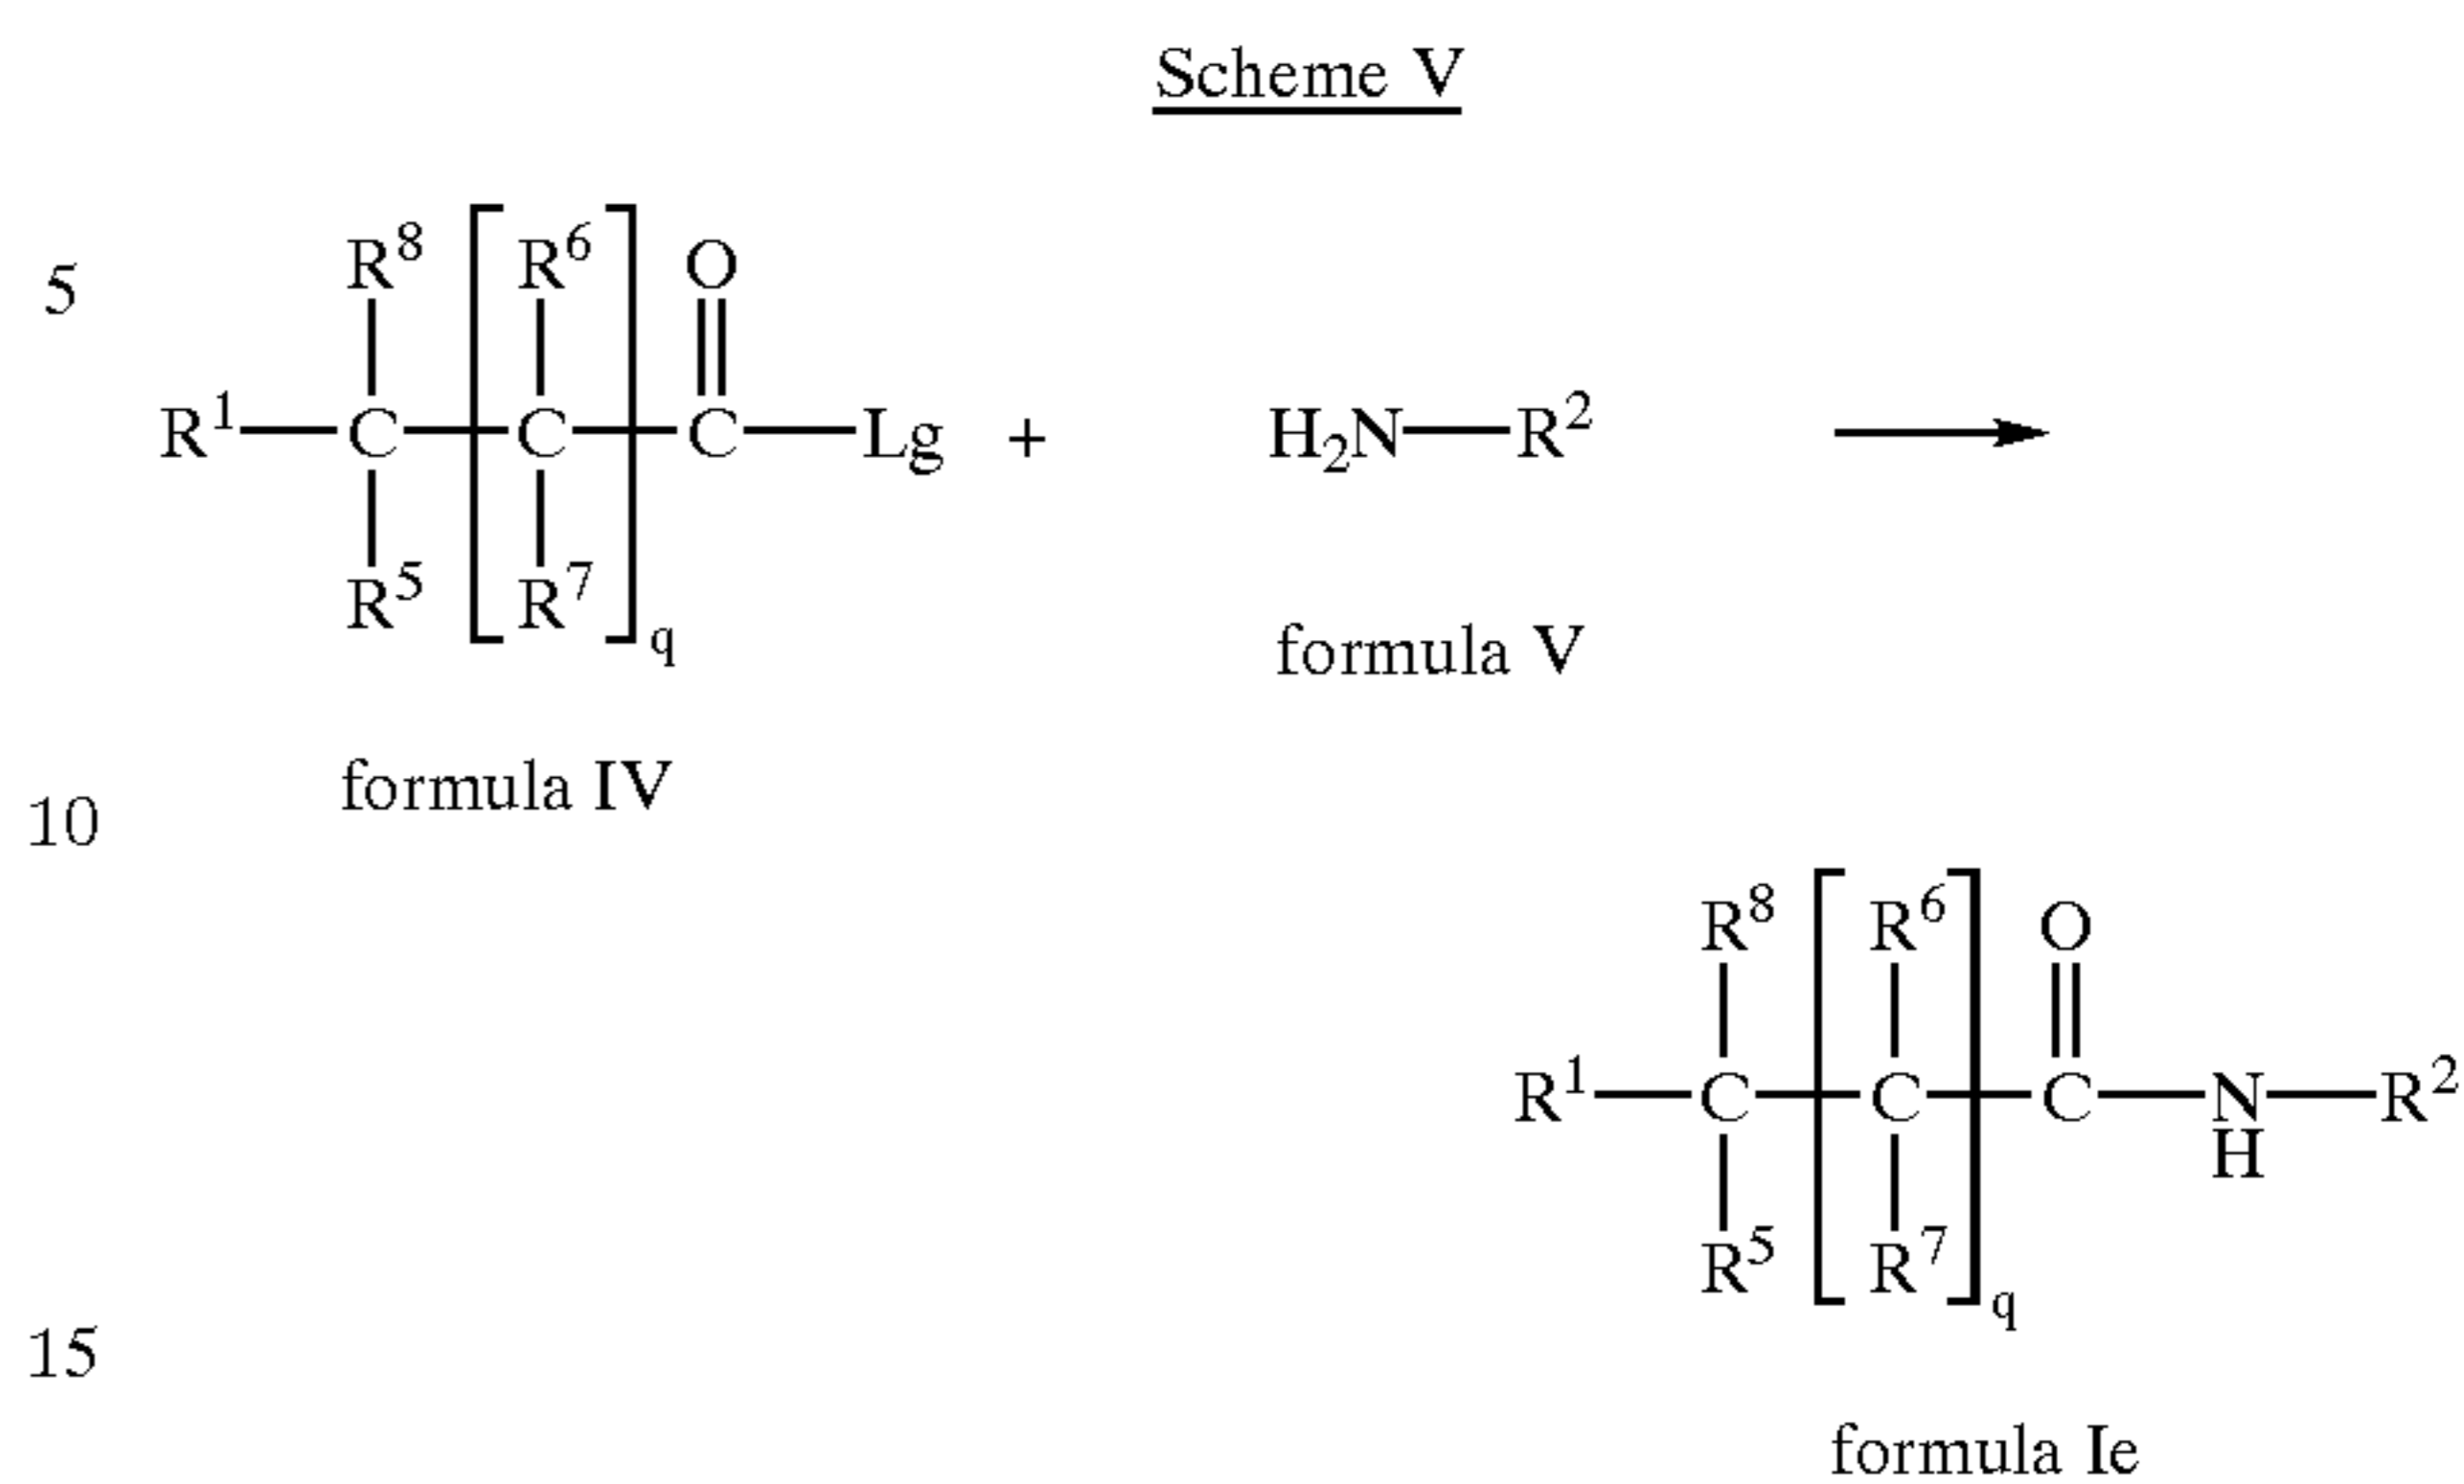 Scheme V
R8 R6 O
5
R1 C C C Lg + H2N R2
R5 R7
q
formula V
formula IV
10
R8 R6 O
R1 C C C N R2
H
R5 R7
q
15
formula Ie